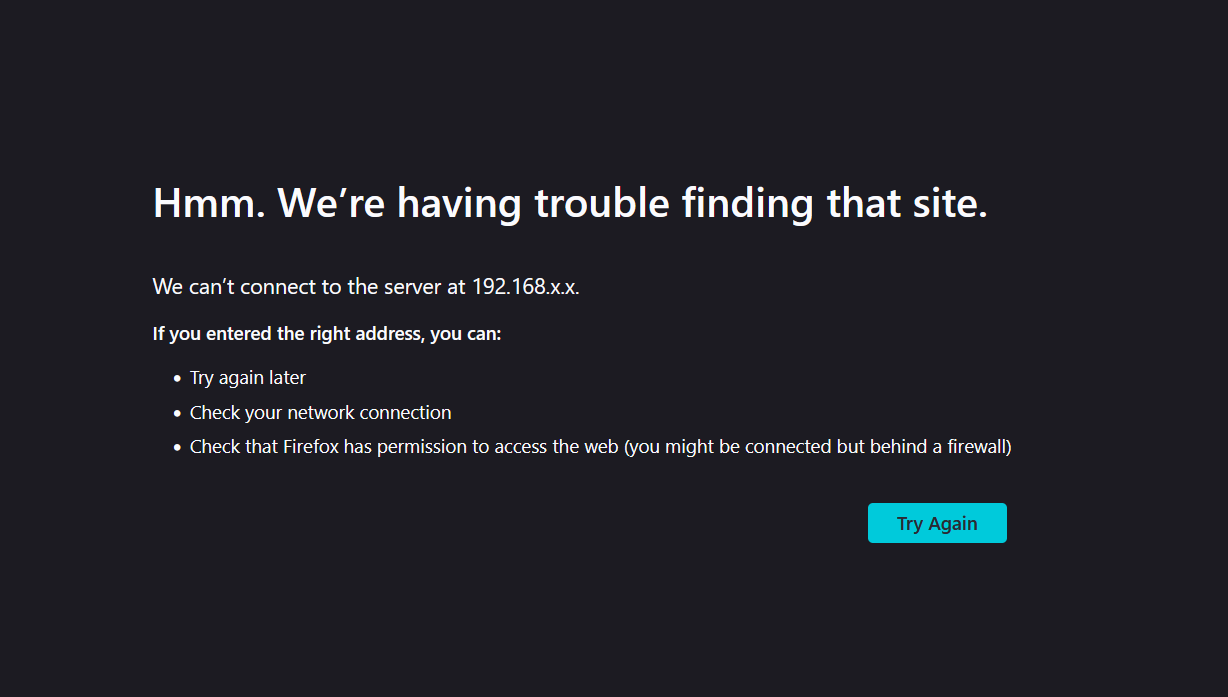 Hmm. We’re having trouble finding that site.
We can’t connect to the server at 192.168.x.x.
If you entered the right address, you can:
• Try again later
• Check your network connection
• Check that Firefox has permission to access the web (you might be connected but behind a firewall)
Try Again